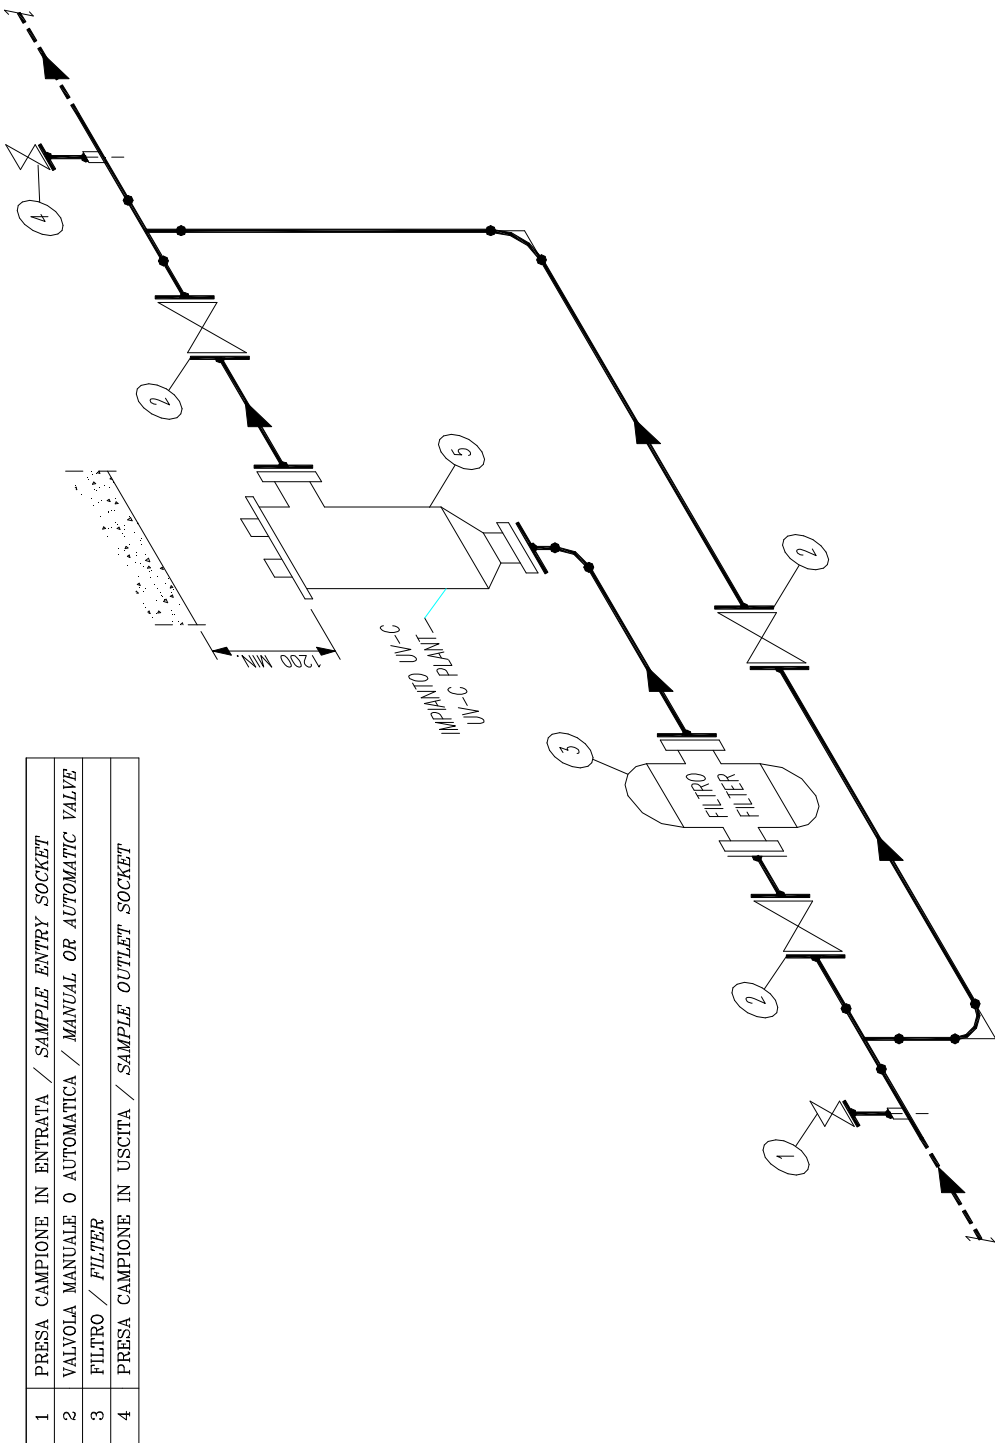 1 PRESA CAMPIONE IN ENTRATA / SAMPLE ENTRY SOCKET
2 VALVOLA MANUALE O AUTOMATICA / MANUAL OR AUTOMATIC VALVE
3 FILTRO / FILTER
4 PRESA CAMPIONE IN USCITA / SAMPLE OUTLET SOCKET
1
2
FILTRO
FILTER
3
2
IMPIANTO UV-C
UV-C PLANT
1200 MIN.
5
2
4